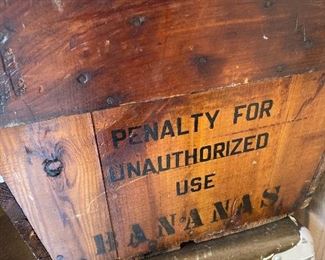 PENALTY FOR
UNAUTHORIZED
USE
BANANAS